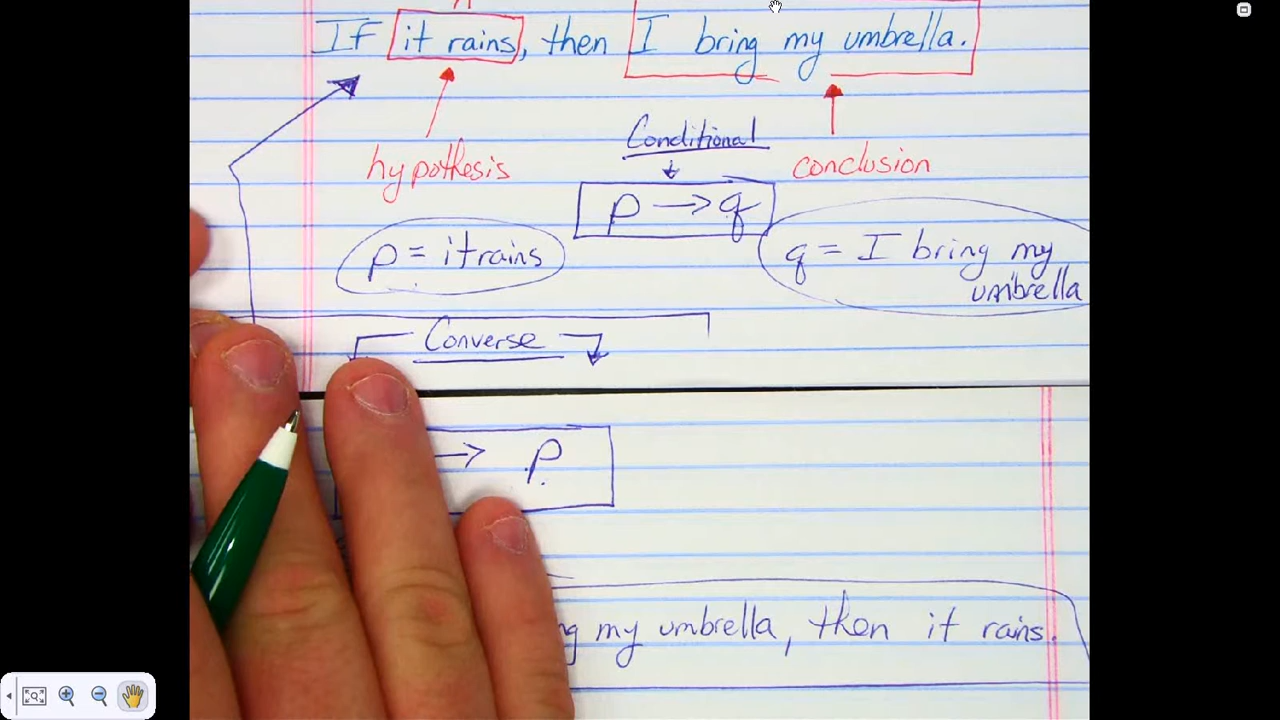 If it rains, then I bring my umbrella.
Conditional
hypothesis conclusion
p → q
p = it rains q = I bring my
umbrella
Converse
→ p
my umbrella, then it rains.